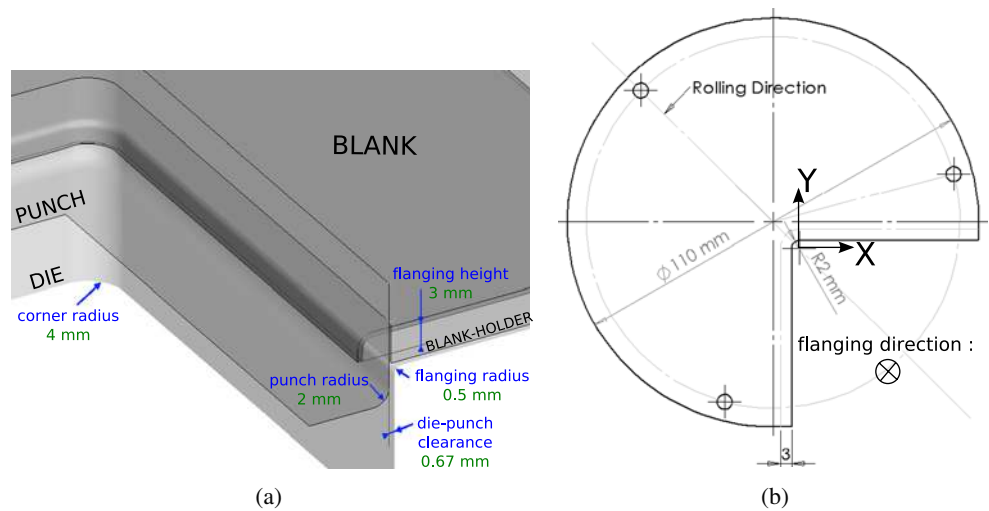 BLANK
PUNCH
DIE
corner radius
4 mm
flanging height
3 mm
BLANK-HOLDER
punch radius
2 mm
flanging radius
0.5 mm
die-punch
clearance
0.67 mm
(a)
Rolling Direction
Y
X
Ø110 mm
R2 mm
flanging direction :
3
(b)